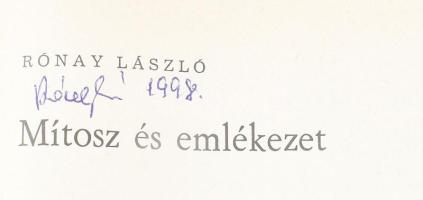 RÓNAY LÁSZLÓ
1998.
Mítosz és emlékezet